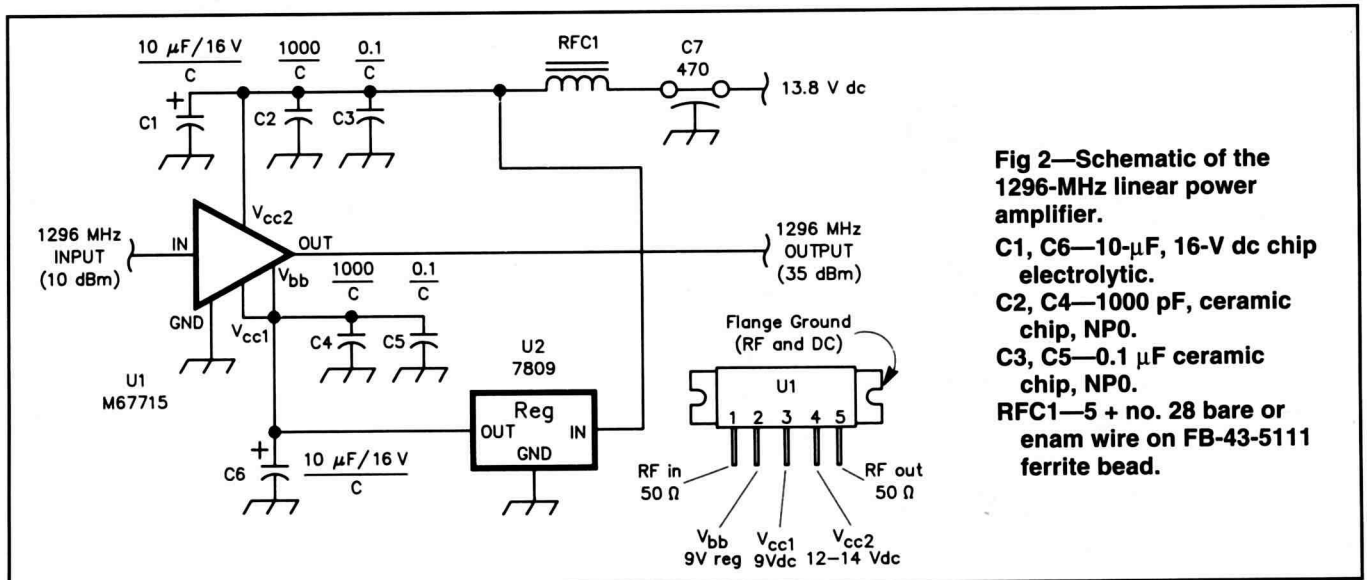 10 μF/16 V
C
1000
C
0.1
C
RFC1
C7
470
13.8 V dc
+
C1
C2
C3
Vcc2
1296 MHz
INPUT
(10 dBm)
IN
OUT
1296 MHz
OUTPUT
(35 dBm)
Vbb
GND
Vcc1
1000
C
0.1
C
C4
C5
U1
M67715
U2
7809
Reg
OUT
IN
GND
+
C6
10 μF/16 V
C
Flange Ground
(RF and DC)
U1
1 2 3 4 5
RF in
50 Ω
RF out
50 Ω
Vbb
9V reg
Vcc1
9Vdc
Vcc2
12–14 Vdc
Fig 2—Schematic of the
1296-MHz linear power
amplifier.
C1, C6—10-μF, 16-V dc chip
electrolytic.
C2, C4—1000 pF, ceramic
chip, NP0.
C3, C5—0.1 μF ceramic
chip, NP0.
RFC1—5 + no. 28 bare or
enam wire on FB-43-5111
ferrite bead.